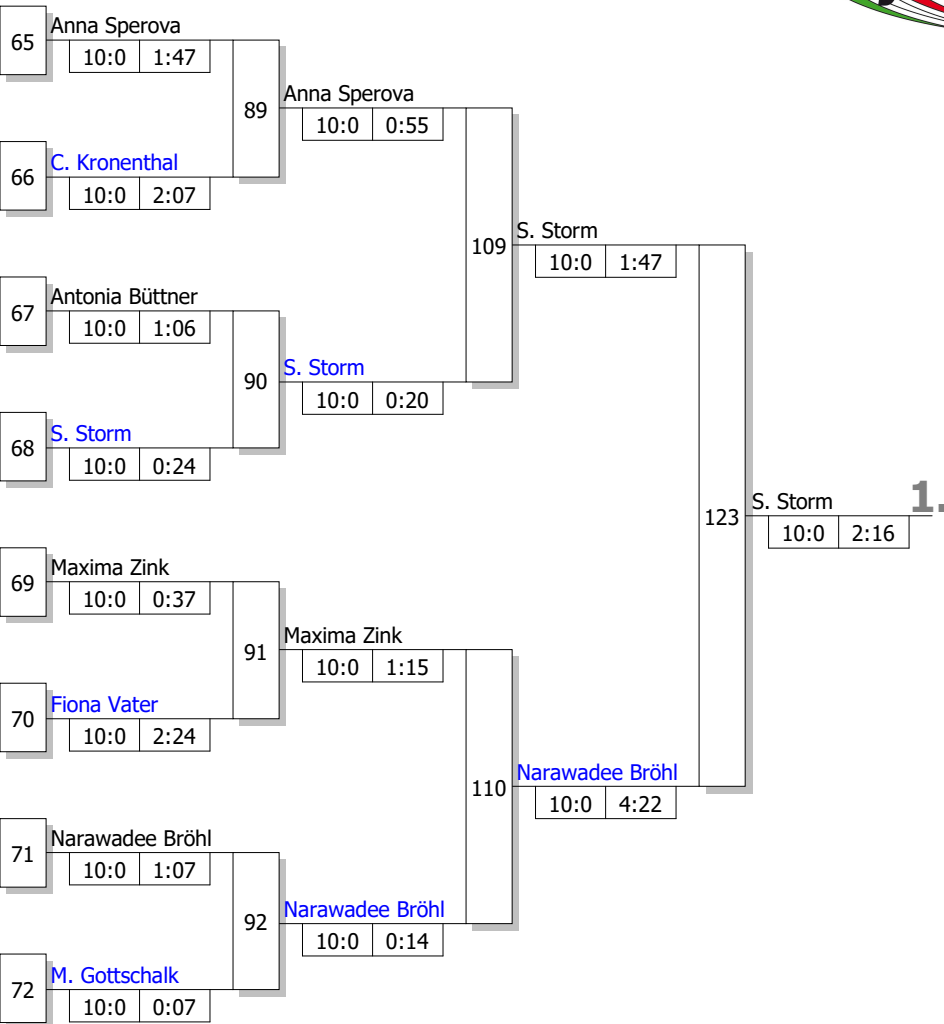 65 Anna Sperova
10:0 1:47
89 Anna Sperova
10:0 0:55
66 C. Kronenthal
10:0 2:07
109 S. Storm
10:0 1:47
67 Antonia Büttner
10:0 1:06
90 S. Storm
10:0 0:20
68 S. Storm
10:0 0:24
123 S. Storm 1.
10:0 2:16
69 Maxima Zink
10:0 0:37
91 Maxima Zink
10:0 1:15
70 Fiona Vater
10:0 2:24
110 Narawadee Bröhl
10:0 4:22
71 Narawadee Bröhl
10:0 1:07
92 Narawadee Bröhl
10:0 0:14
72 M. Gottschalk
10:0 0:07